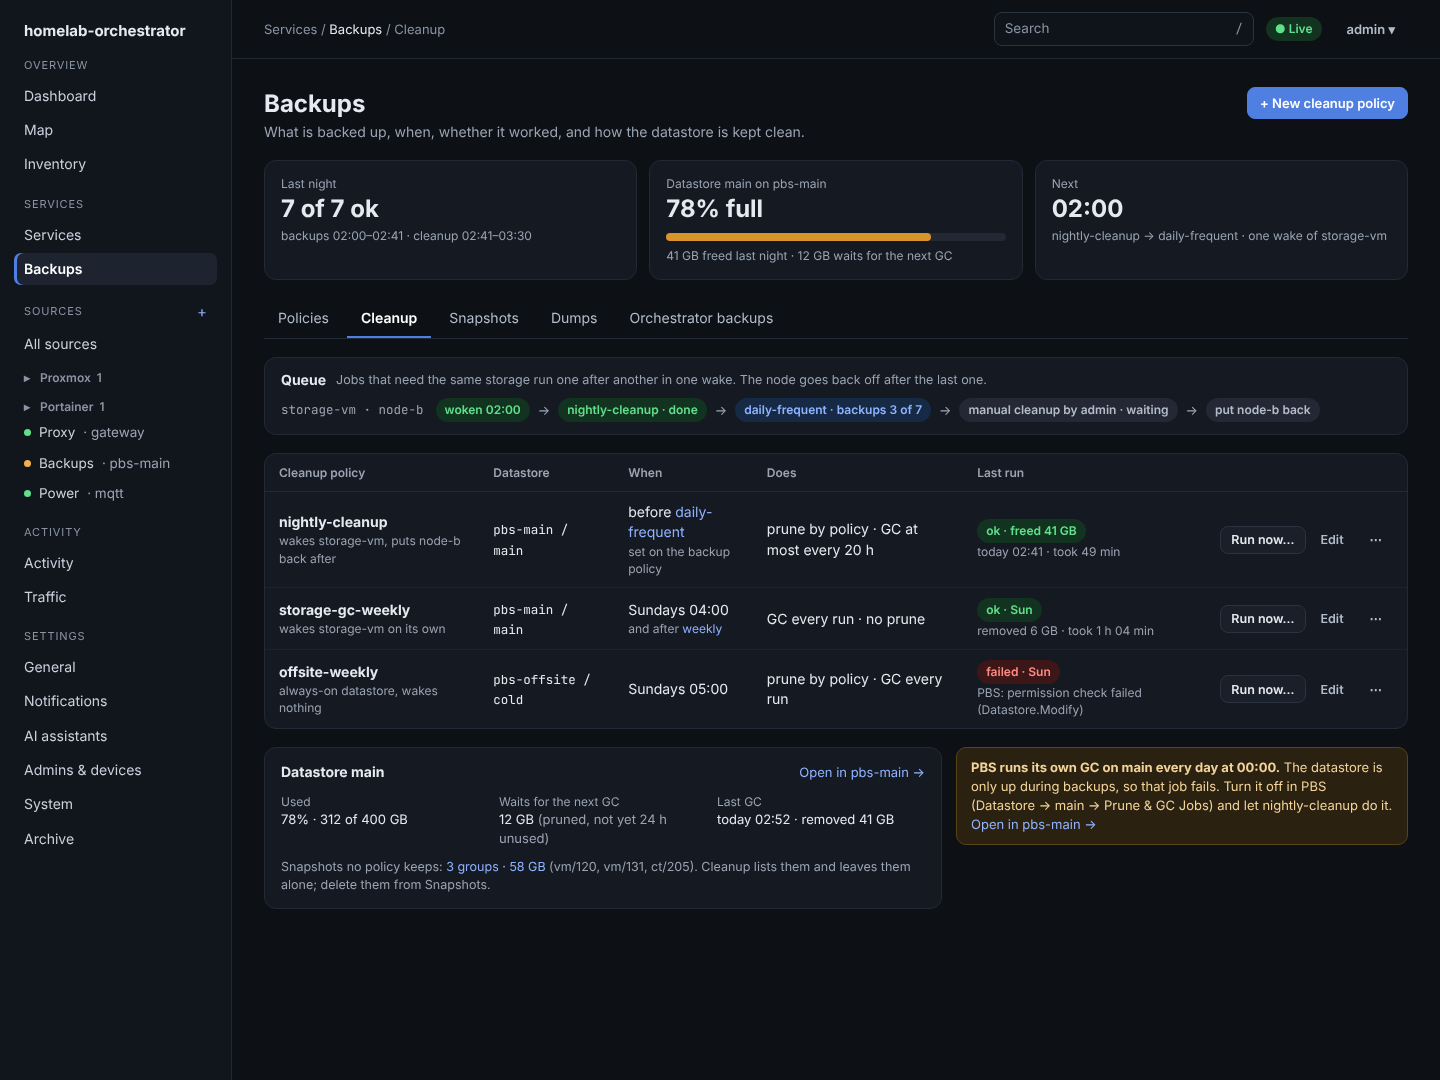 homelab-orchestrator
OVERVIEW
Dashboard
Map
Inventory
SERVICES
Services
Backups
SOURCES +
All sources
▸ Proxmox 1
▸ Portainer 1
Proxy · gateway
Backups · pbs-main
Power · mqtt
ACTIVITY
Activity
Traffic
SETTINGS
General
Notifications
AI assistants
Admins & devices
System
Archive
Services / Backups / Cleanup
Search /
Live
admin ▾
Backups
What is backed up, when, whether it worked, and how the datastore is kept clean.
+ New cleanup policy
Last night
7 of 7 ok
backups 02:00–02:41 · cleanup 02:41–03:30
Datastore main on pbs-main
78% full
41 GB freed last night · 12 GB waits for the next GC
Next
02:00
nightly-cleanup → daily-frequent · one wake of storage-vm
Policies Cleanup Snapshots Dumps Orchestrator backups
Queue Jobs that need the same storage run one after another in one wake. The node goes back off after the last one.
storage-vm · node-b woken 02:00 → nightly-cleanup · done → daily-frequent · backups 3 of 7 → manual cleanup by admin · waiting → put node-b back
Cleanup policy Datastore When Does Last run
nightly-cleanup
wakes storage-vm, puts node-b
back after
pbs-main /
main
before daily-
frequent
set on the backup
policy
prune by policy · GC at
most every 20 h
ok · freed 41 GB
today 02:41 · took 49 min
Run now... Edit ···
storage-gc-weekly
wakes storage-vm on its own
pbs-main /
main
Sundays 04:00
and after weekly
GC every run · no prune
ok · Sun
removed 6 GB · took 1 h 04 min
Run now... Edit ···
offsite-weekly
always-on datastore, wakes
nothing
pbs-offsite /
cold
Sundays 05:00
prune by policy · GC every
run
failed · Sun
PBS: permission check failed
(Datastore.Modify)
Run now... Edit ···
Datastore main
Open in pbs-main →
Used
78% · 312 of 400 GB
Waits for the next GC
12 GB (pruned, not yet 24 h
unused)
Last GC
today 02:52 · removed 41 GB
Snapshots no policy keeps: 3 groups · 58 GB (vm/120, vm/131, ct/205). Cleanup lists them and leaves them
alone; delete them from Snapshots.
PBS runs its own GC on main every day at 00:00. The datastore is
only up during backups, so that job fails. Turn it off in PBS
(Datastore → main → Prune & GC Jobs) and let nightly-cleanup do it.
Open in pbs-main →